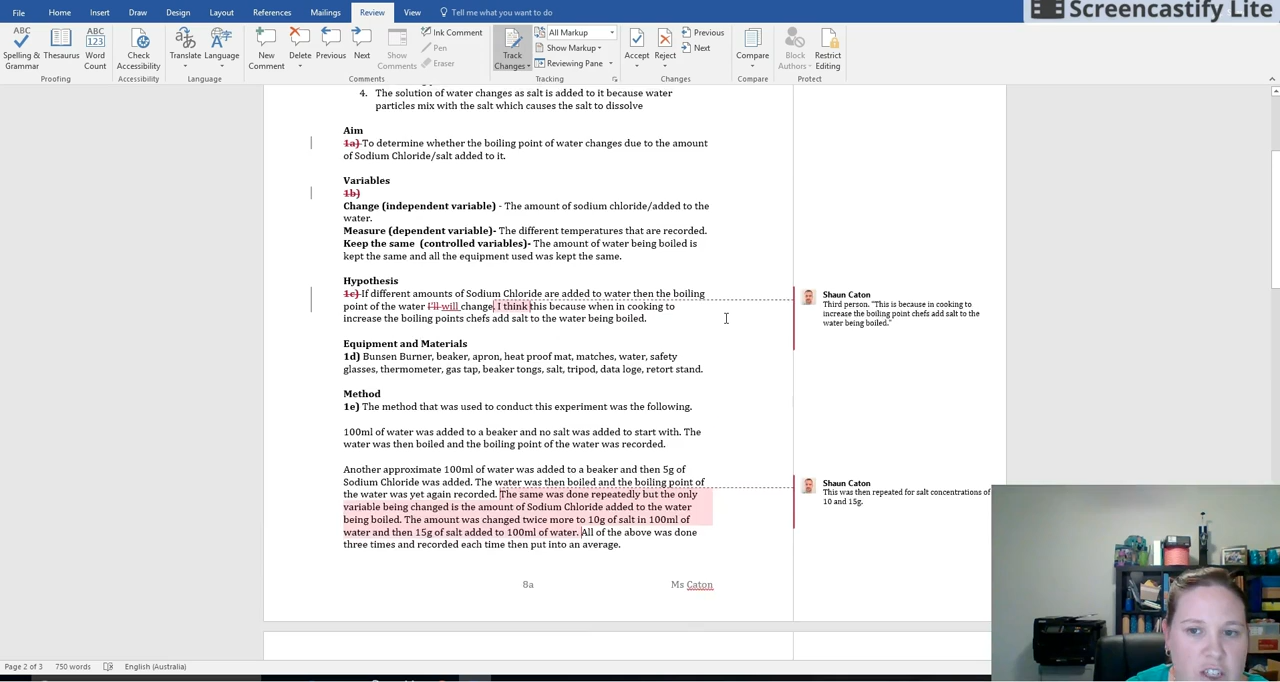 Screencastify Lite
File Home Insert Draw Design Layout References Mailings Review View Tell me what you want to do
ABC
ABC
123
Spelling & Grammar
Thesaurus
Word Count
Check Accessibility
Translate
Language
New Comment
Delete
Previous
Next
Show Comments
Ink Comment
Pen
Eraser
Track Changes
All Markup
Show Markup
Reviewing Pane
Accept
Reject
Previous
Next
Compare
Block Authors
Restrict Editing
Proofing Accessibility Language Comments Tracking Changes Compare Protect
4. The solution of water changes as salt is added to it because water
particles mix with the salt which causes the salt to dissolve
Aim
1a) To determine whether the boiling point of water changes due to the amount
of Sodium Chloride/salt added to it.
Variables
1b)
Change (independent variable) - The amount of sodium chloride/added to the
water.
Measure (dependent variable)- The different temperatures that are recorded.
Keep the same (controlled variables)- The amount of water being boiled is
kept the same and all the equipment used was kept the same.
Hypothesis
1c) If different amounts of Sodium Chloride are added to water then the boiling
point of the water I'll will change. I think this because when in cooking to
increase the boiling points chefs add salt to the water being boiled.
Equipment and Materials
1d) Bunsen Burner, beaker, apron, heat proof mat, matches, water, safety
glasses, thermometer, gas tap, beaker tongs, salt, tripod, data loge, retort stand.
Method
1e) The method that was used to conduct this experiment was the following.
100ml of water was added to a beaker and no salt was added to start with. The
water was then boiled and the boiling point of the water was recorded.
Another approximate 100ml of water was added to a beaker and then 5g of
Sodium Chloride was added. The water was then boiled and the boiling point of
the water was yet again recorded. The same was done repeatedly but the only
variable being changed is the amount of Sodium Chloride added to the water
being boiled. The amount was changed twice more to 10g of salt in 100ml of
water and then 15g of salt added to 100ml of water. All of the above was done
three times and recorded each time then put into an average.
8a Ms Caton
Shaun Caton
Third person. "This is because in cooking to
increase the boiling point chefs add salt to the
water being boiled."
Shaun Caton
This was then repeated for salt concentrations of
10 and 15g.
Page 2 of 3 750 words English (Australia)